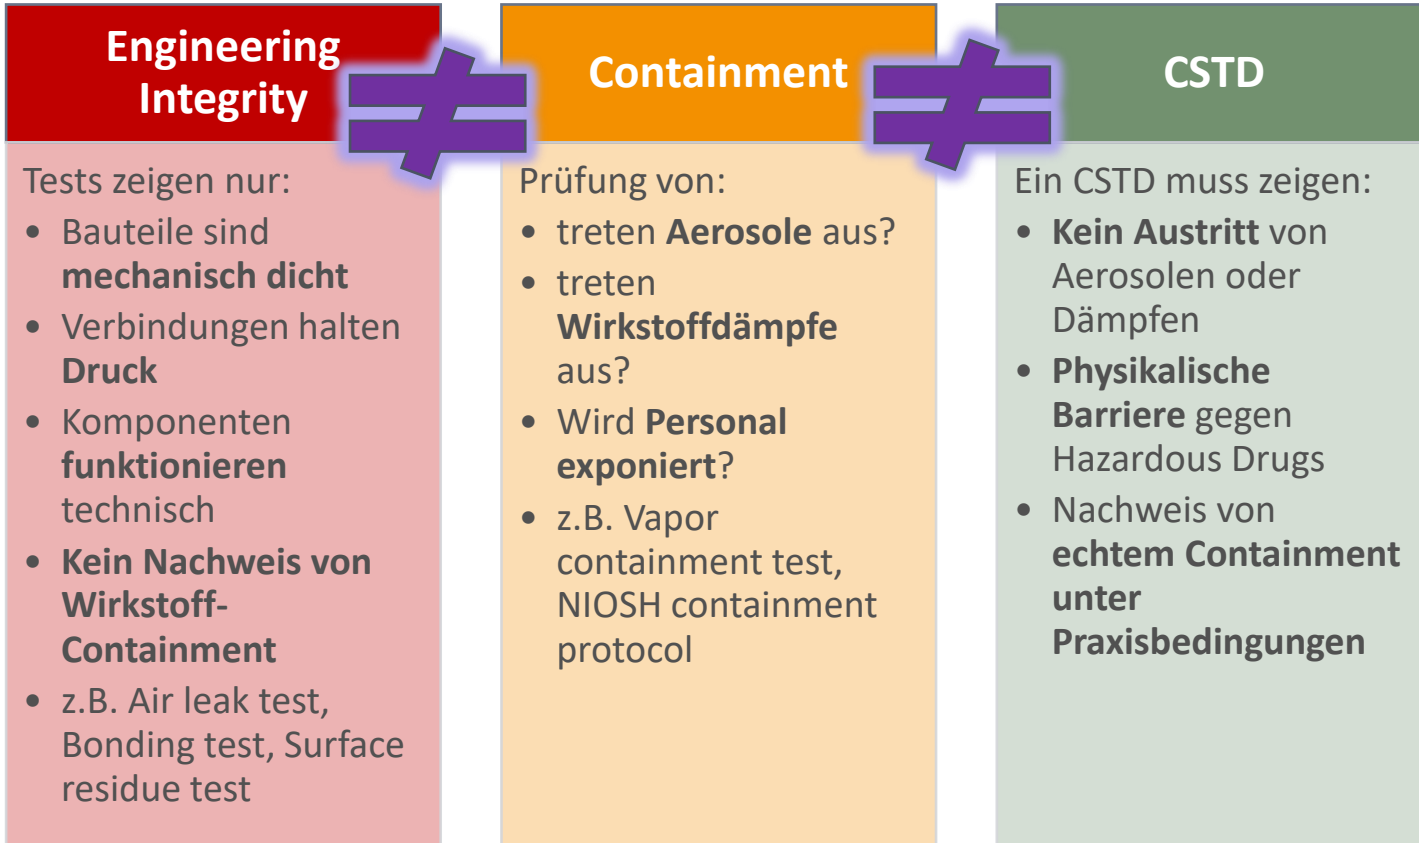 Engineering
Integrity
≠
Containment
≠
CSTD
Tests zeigen nur:
• Bauteile sind
mechanisch dicht
• Verbindungen halten
Druck
• Komponenten
funktionieren
technisch
• Kein Nachweis von
Wirkstoff-
Containment
• z.B. Air leak test,
Bonding test, Surface
residue test
Prüfung von:
• treten Aerosole aus?
• treten
Wirkstoffdämpfe
aus?
• Wird Personal
exponiert?
• z.B. Vapor
containment test,
NIOSH containment
protocol
Ein CSTD muss zeigen:
• Kein Austritt von
Aerosolen oder
Dämpfen
• Physikalische
Barriere gegen
Hazardous Drugs
• Nachweis von
echtem Containment
unter
Praxisbedingungen